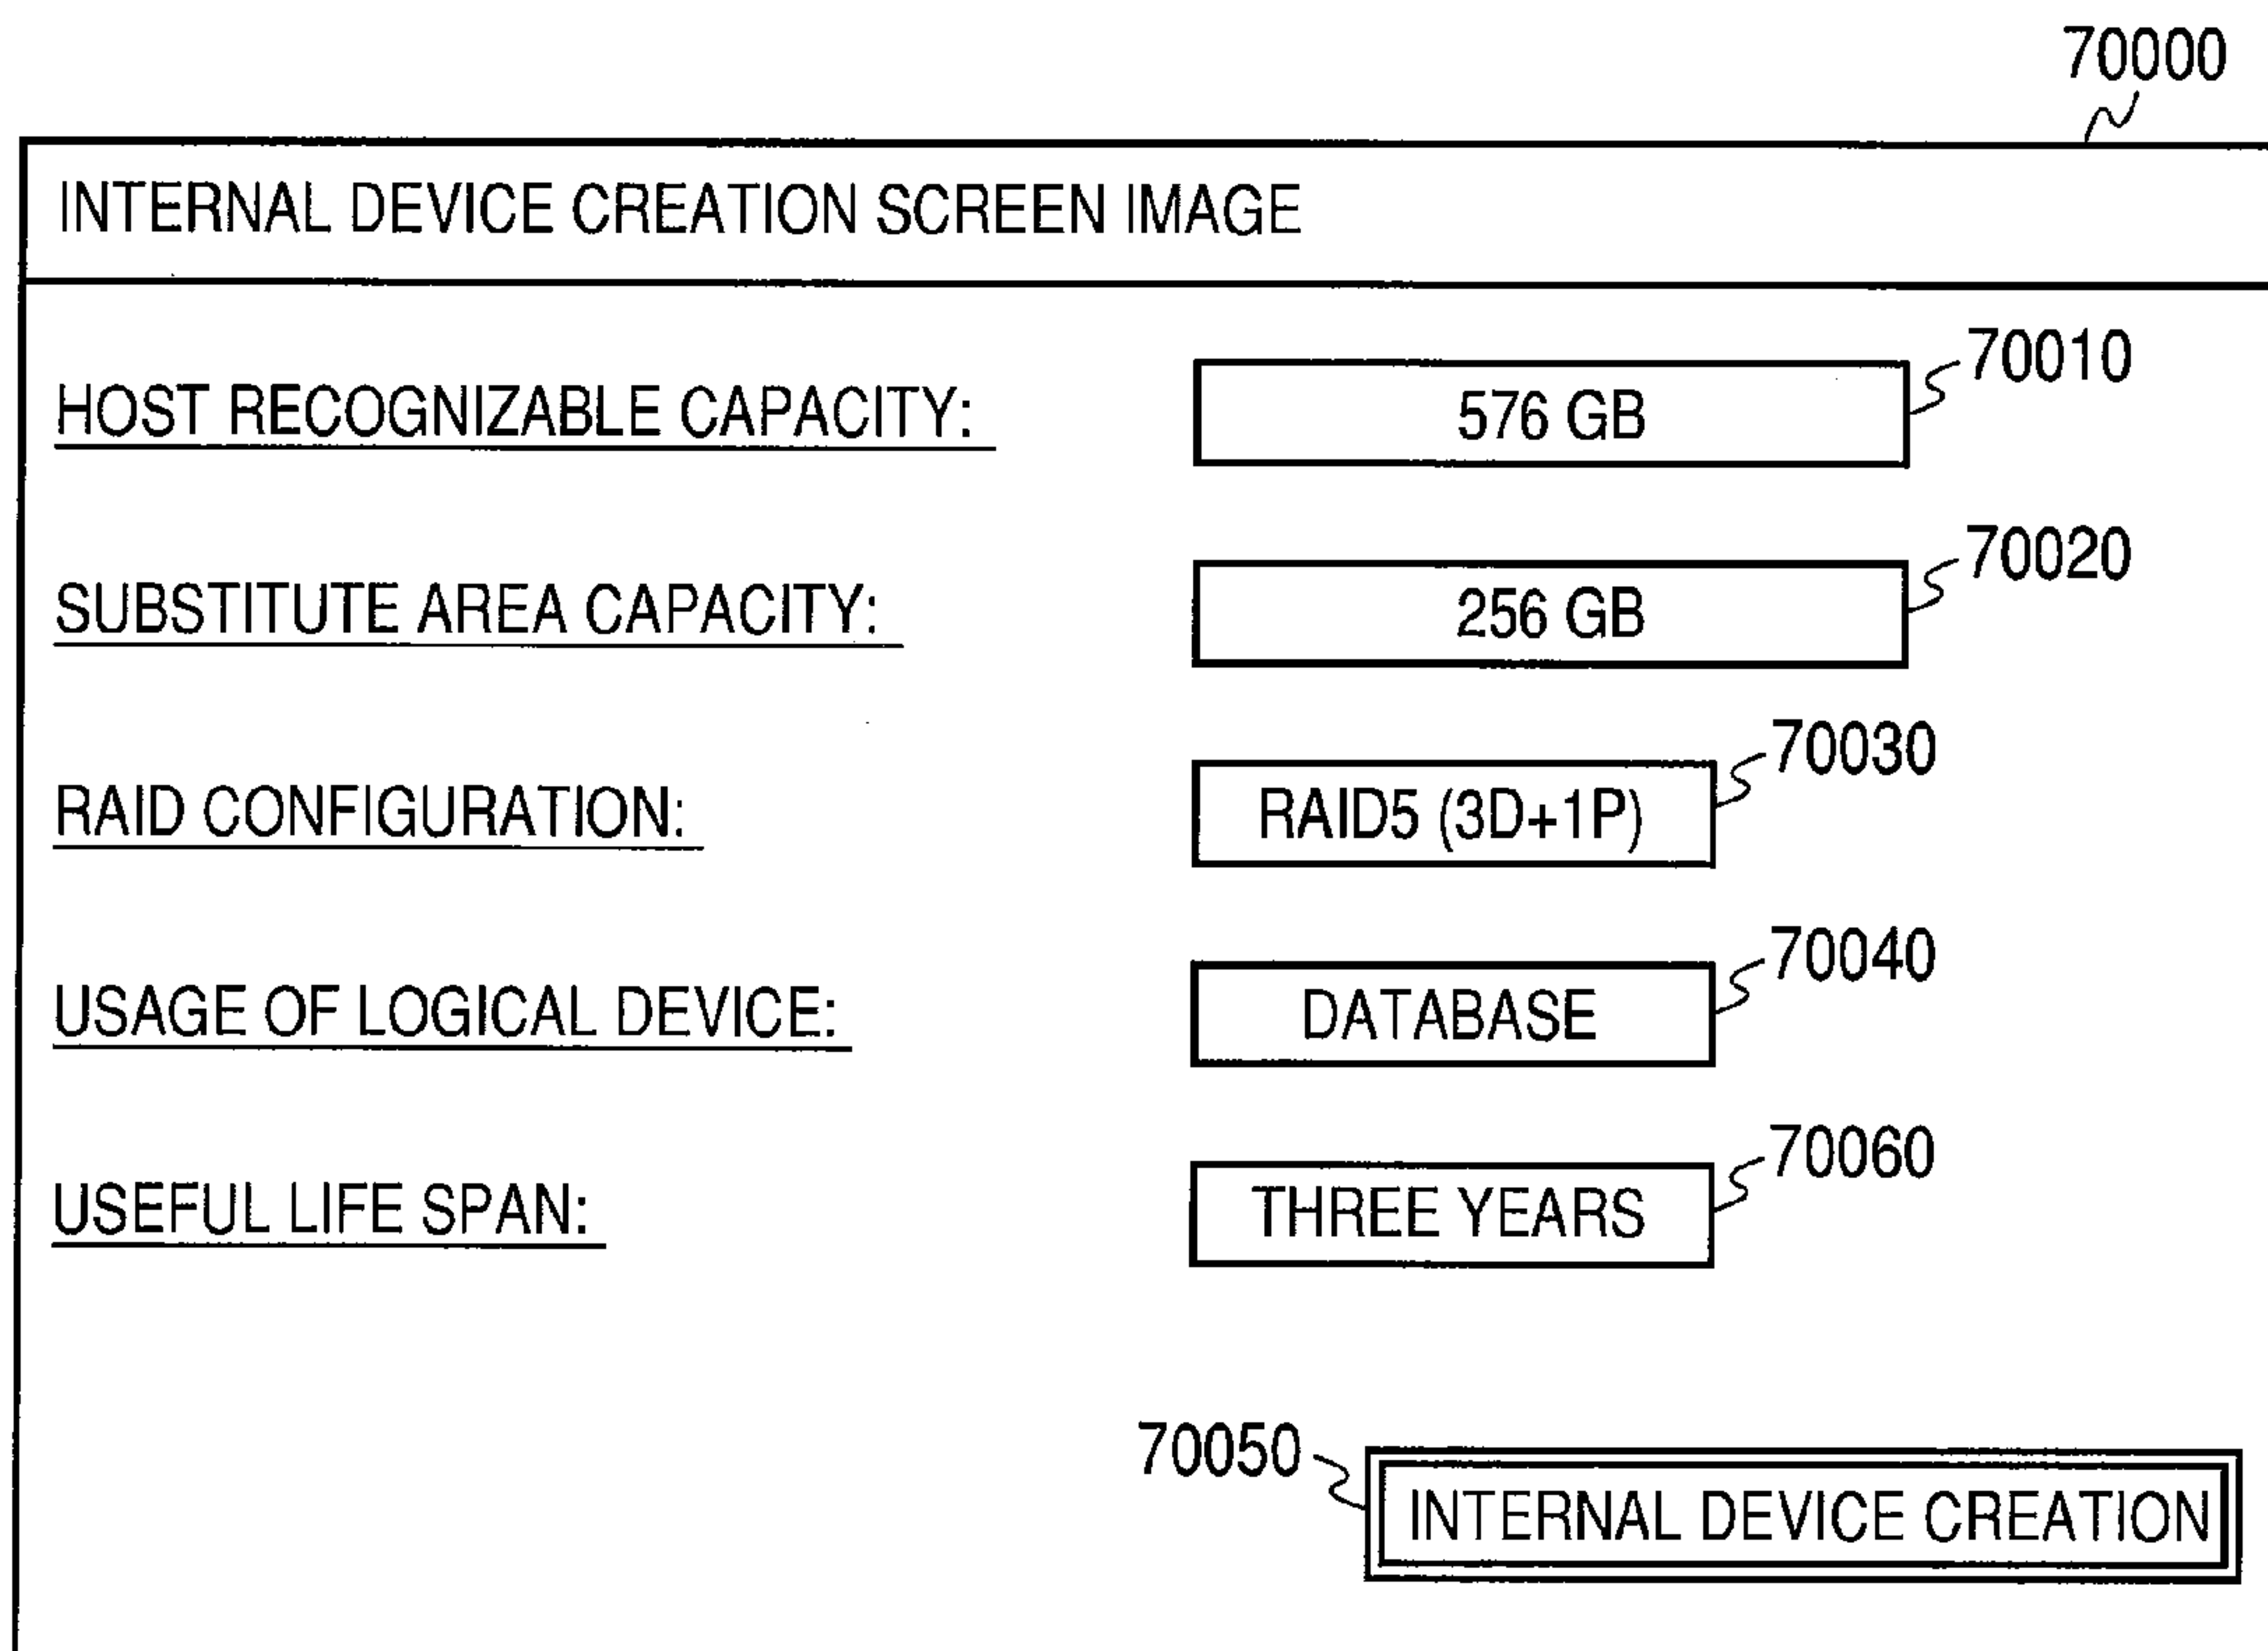 70000
INTERNAL DEVICE CREATION SCREEN IMAGE
HOST RECOGNIZABLE CAPACITY: 576 GB 70010
SUBSTITUTE AREA CAPACITY: 256 GB 70020
RAID CONFIGURATION: RAID5 (3D+1P) 70030
USAGE OF LOGICAL DEVICE: DATABASE 70040
USEFUL LIFE SPAN: THREE YEARS 70060
70050 INTERNAL DEVICE CREATION